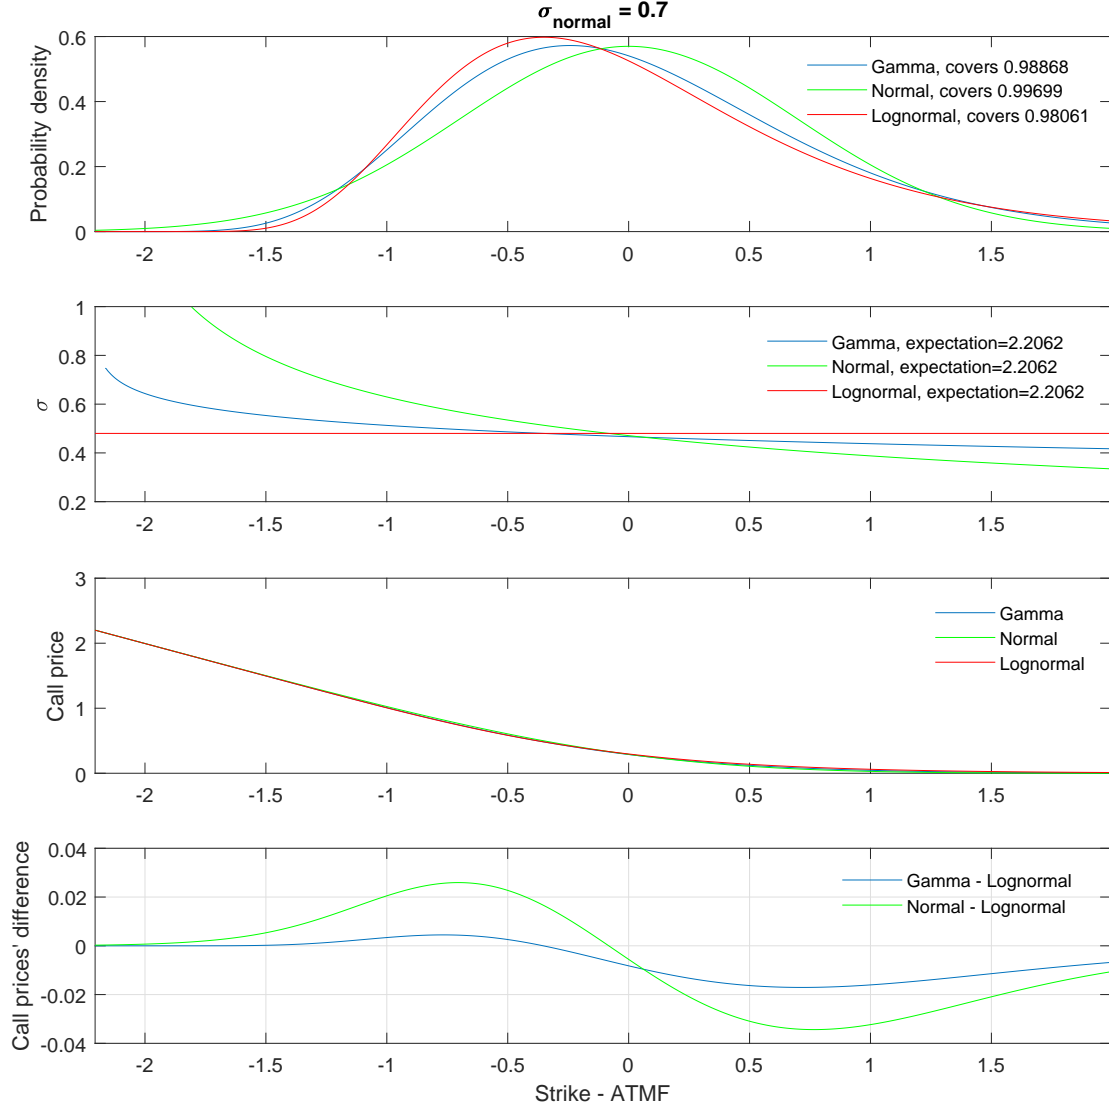 σnormal = 0.7
Probability density
0.6
0.4
0.2
0
Gamma, covers 0.98868
Normal, covers 0.99699
Lognormal, covers 0.98061
-2 -1.5 -1 -0.5 0 0.5 1 1.5
σ
1
0.8
0.6
0.4
0.2
Gamma, expectation=2.2062
Normal, expectation=2.2062
Lognormal, expectation=2.2062
-2 -1.5 -1 -0.5 0 0.5 1 1.5
Call price
3
2
1
0
Gamma
Normal
Lognormal
-2 -1.5 -1 -0.5 0 0.5 1 1.5
Call prices' difference
0.04
0.02
0
-0.02
-0.04
Gamma - Lognormal
Normal - Lognormal
-2 -1.5 -1 -0.5 0 0.5 1 1.5
Strike - ATMF